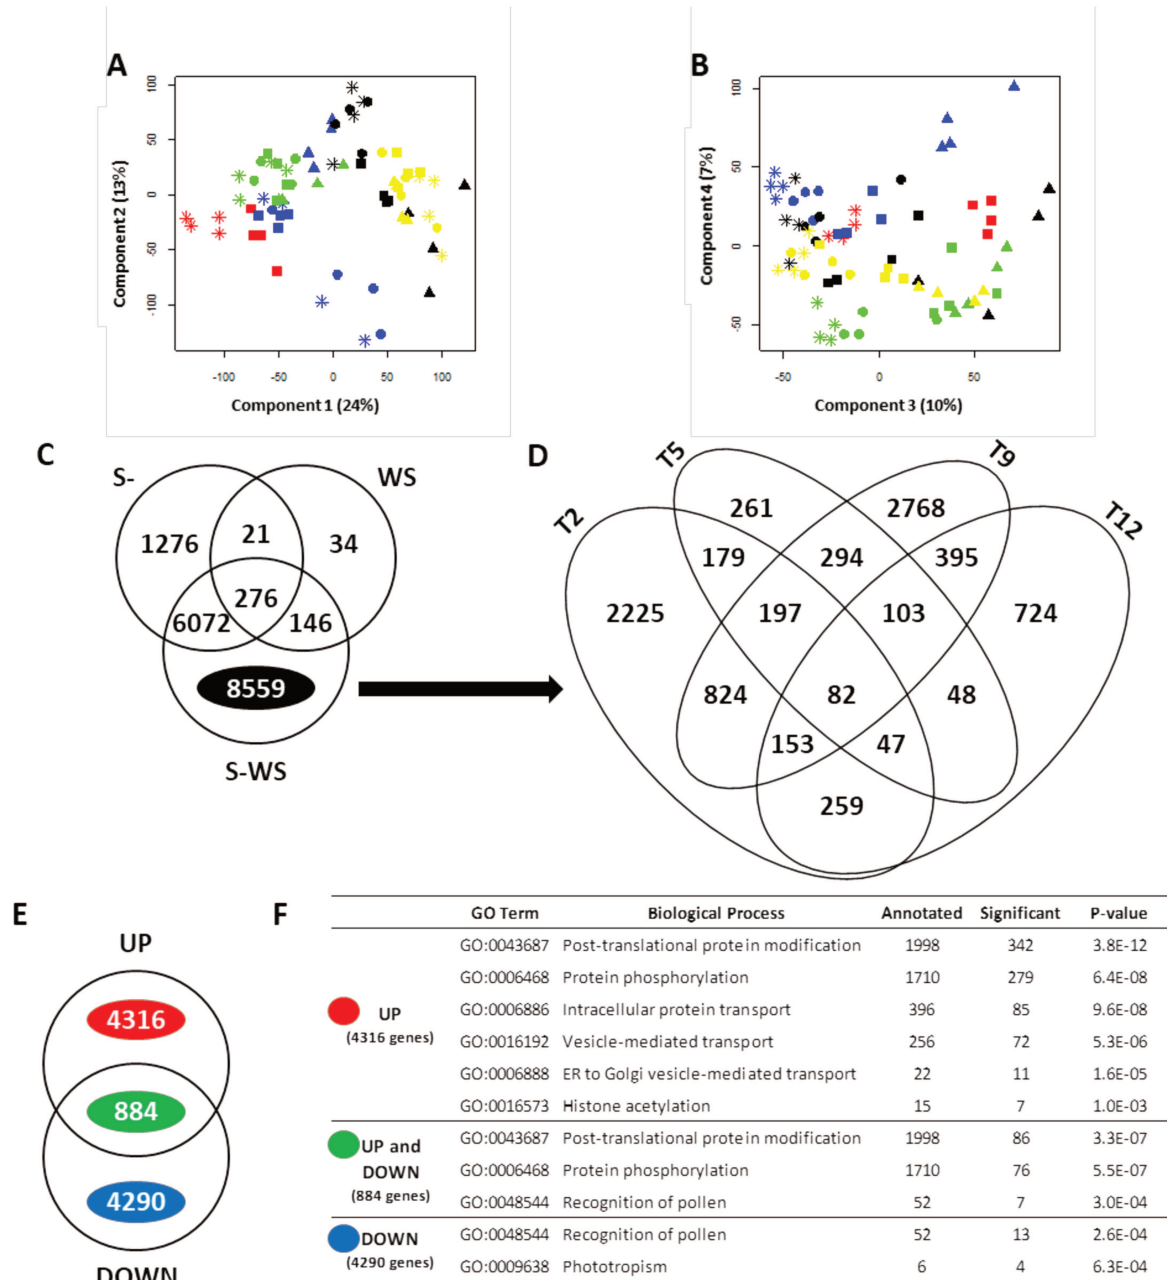 A
100
50
0
-50
-100
Component 2 (13%)
-100 -50 0 50 100
Component 1 (24%)
B
100
50
0
-50
Component 4 (7%)
-50 0 50
Component 3 (10%)
C
S-
WS
1276
21
34
276
6072
146
8559
S-WS
D
T2
T5
T9
T12
261
2768
179
294
395
2225
197
103
724
824
82
48
153
47
259
E
UP
4316
884
4290
DOWN
F
GO Term Biological Process Annotated Significant P-value
GO:0043687 Post-translational protein modification 1998 342 3.8E-12
GO:0006468 Protein phosphorylation 1710 279 6.4E-08
UP
(4316 genes)
GO:0006886 Intracellular protein transport 396 85 9.6E-08
GO:0016192 Vesicle-mediated transport 256 72 5.3E-06
GO:0006888 ER to Golgi vesicle-mediated transport 22 11 1.6E-05
GO:0016573 Histone acetylation 15 7 1.0E-03
UP and
DOWN
(884 genes)
GO:0043687 Post-translational protein modification 1998 86 3.3E-07
GO:0006468 Protein phosphorylation 1710 76 5.5E-07
GO:0048544 Recognition of pollen 52 7 3.0E-04
DOWN
(4290 genes)
GO:0048544 Recognition of pollen 52 13 2.6E-04
GO:0009638 Phototropism 6 4 6.3E-04